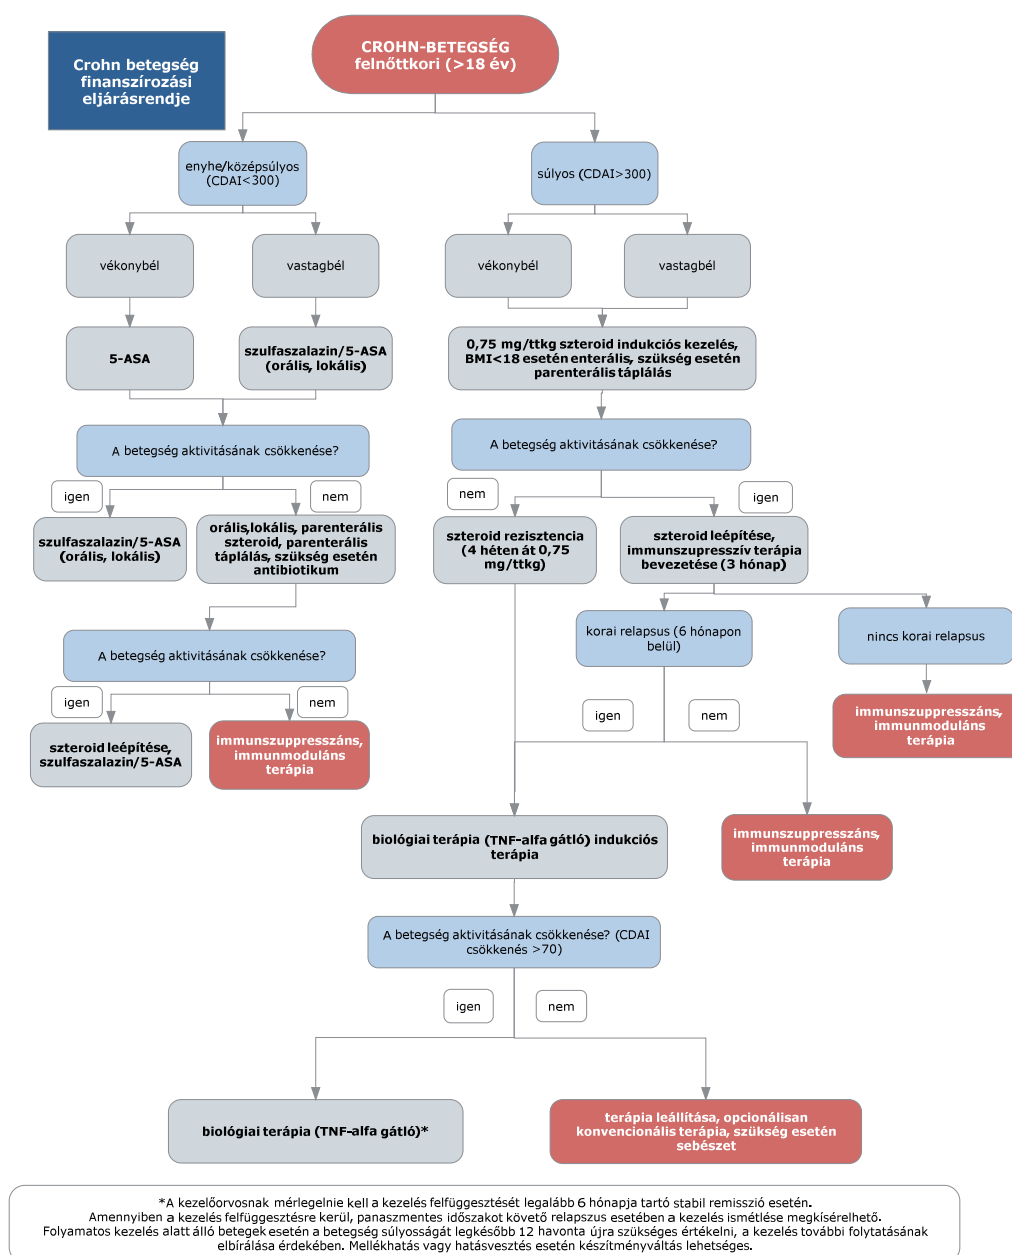 Crohn betegség
finanszírozási
eljárásrendje
CROHN-BETEGSÉG
felnőttkori (>18 év)
enyhe/középsúlyos
(CDAI<300)
súlyos (CDAI>300)
vékonybél
vastagbél
vékonybél
vastagbél
5-ASA
szulfaszalazin/5-ASA
(orális, lokális)
0,75 mg/ttkg szteroid indukciós kezelés,
BMI<18 esetén enterális, szükség esetén
parenterális táplálás
A betegség aktivitásának csökkenése?
A betegség aktivitásának csökkenése?
igen
nem
nem
igen
szulfaszalazin/5-ASA
(orális, lokális)
orális,lokális, parenterális
szteroid, parenterális
táplálás, szükség esetén
antibiotikum
szteroid rezisztencia
(4 héten át 0,75
mg/ttkg)
szteroid leépítése,
immunszupresszív terápia
bevezetése (3 hónap)
A betegség aktivitásának csökkenése?
korai relapsus (6 hónapon
belül)
nincs korai relapsus
igen
nem
igen
nem
szteroid leépítése,
szulfaszalazin/5-ASA
immunszuppresszáns,
immunmoduláns
terápia
immunszuppresszáns,
immunmoduláns
terápia
biológiai terápia (TNF-alfa gátló) indukciós
terápia
immunszuppresszáns,
immunmoduláns
terápia
A betegség aktivitásának csökkenése? (CDAI
csökkenés >70)
igen
nem
biológiai terápia (TNF-alfa gátló)*
terápia leállítása, opcionálisan
konvencionális terápia, szükség esetén
sebészet
*A kezelőorvosnak mérlegelnie kell a kezelés felfüggesztését legalább 6 hónapja tartó stabil remisszió esetén.
Amennyiben a kezelés felfüggesztésre kerül, panaszmentes időszakot követő relapszus esetében a kezelés ismétlése megkísérelhető.
Folyamatos kezelés alatt álló betegek esetén a betegség súlyosságát legkésőbb 12 havonta újra szükséges értékelni, a kezelés további folytatásának
elbírálása érdekében. Mellékhatás vagy hatásvesztés esetén készítményváltás lehetséges.